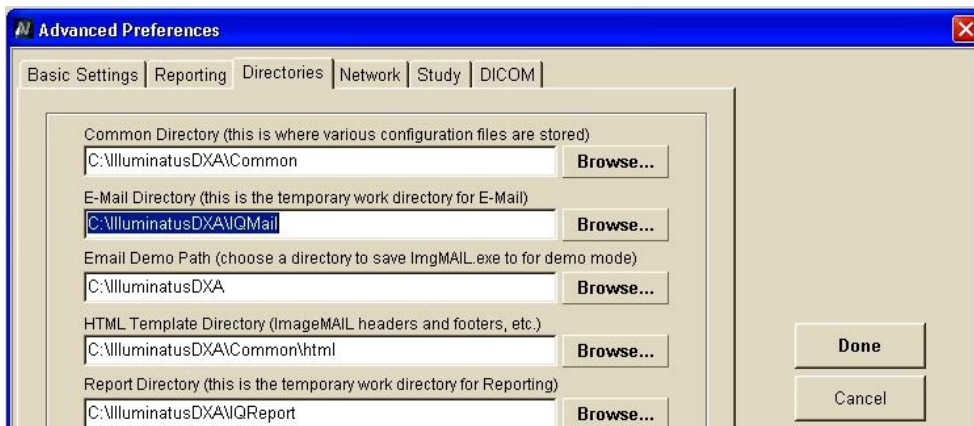 Advanced Preferences
Basic Settings Reporting Directories Network Study DICOM
Common Directory (this is where various configuration files are stored)
C:\IlluminatusDXA\Common Browse...
E-Mail Directory (this is the temporary work directory for E-Mail)
C:\IlluminatusDXA\IQMail Browse...
Email Demo Path (choose a directory to save ImgMAIL.exe to for demo mode)
C:\IlluminatusDXA Browse...
HTML Template Directory (ImageMAIL headers and footers, etc.)
C:\IlluminatusDXA\Common\html Browse...
Done
Report Directory (this is the temporary work directory for Reporting)
C:\IlluminatusDXA\IQReport Browse...
Cancel